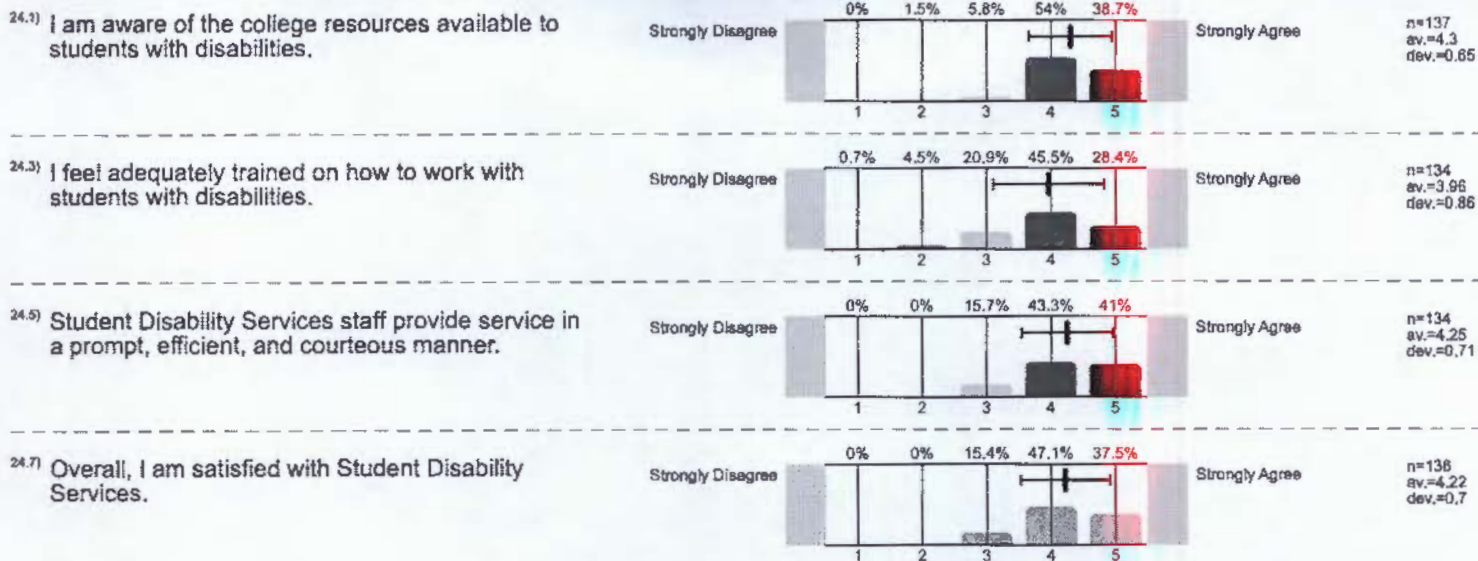 24.1) I am aware of the college resources available to
students with disabilities.
0% 1.5% 5.8% 54% 38.7%
Strongly Disagree Strongly Agree
1 2 3 4 5
n=137
av.=4.3
dev.=0.65
24.3) I feel adequately trained on how to work with
students with disabilities.
0.7% 4.5% 20.9% 45.5% 28.4%
Strongly Disagree Strongly Agree
1 2 3 4 5
n=134
av.=3.96
dev.=0.86
24.5) Student Disability Services staff provide service in
a prompt, efficient, and courteous manner.
0% 0% 15.7% 43.3% 41%
Strongly Disagree Strongly Agree
1 2 3 4 5
n=134
av.=4.25
dev.=0.71
24.7) Overall, I am satisfied with Student Disability
Services.
0% 0% 15.4% 47.1% 37.5%
Strongly Disagree Strongly Agree
1 2 3 4 5
n=136
av.=4.22
dev.=0.7